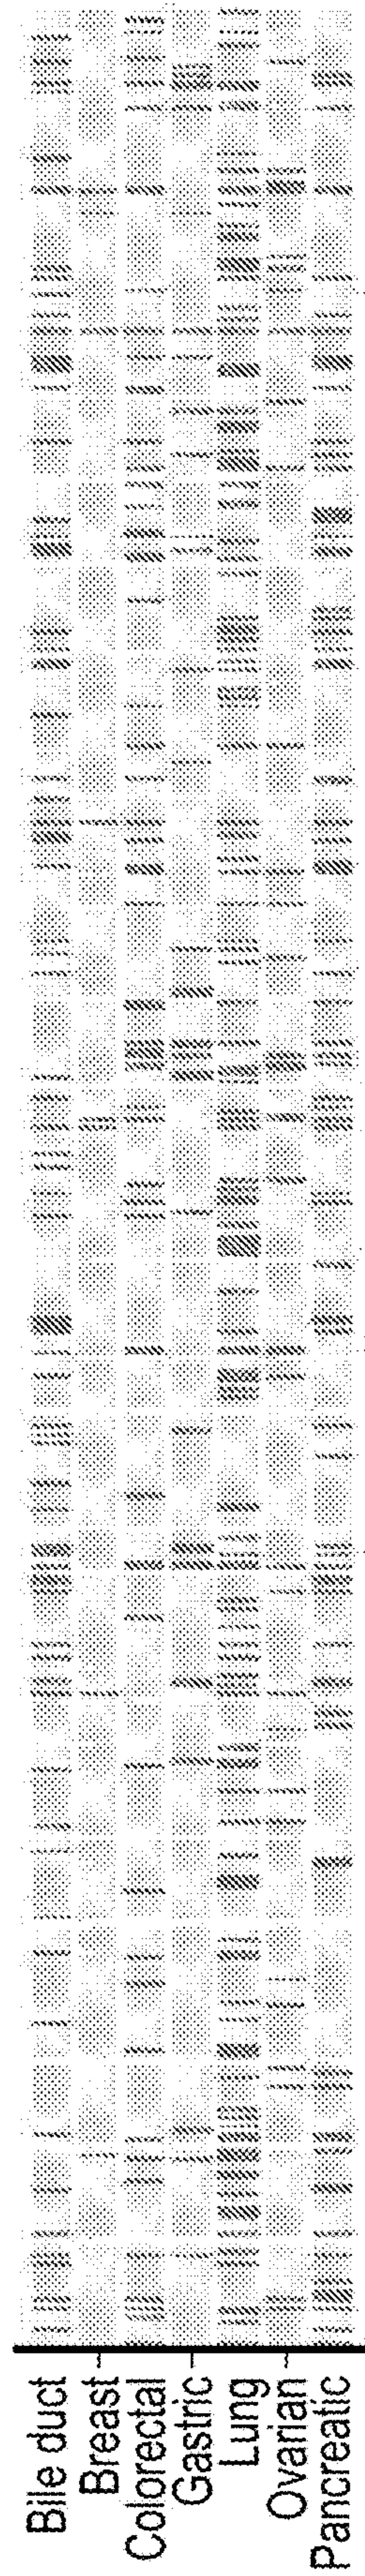 Bile duct
Breast
Colorectal
Gastric
Lung
Ovarian
Pancreatic